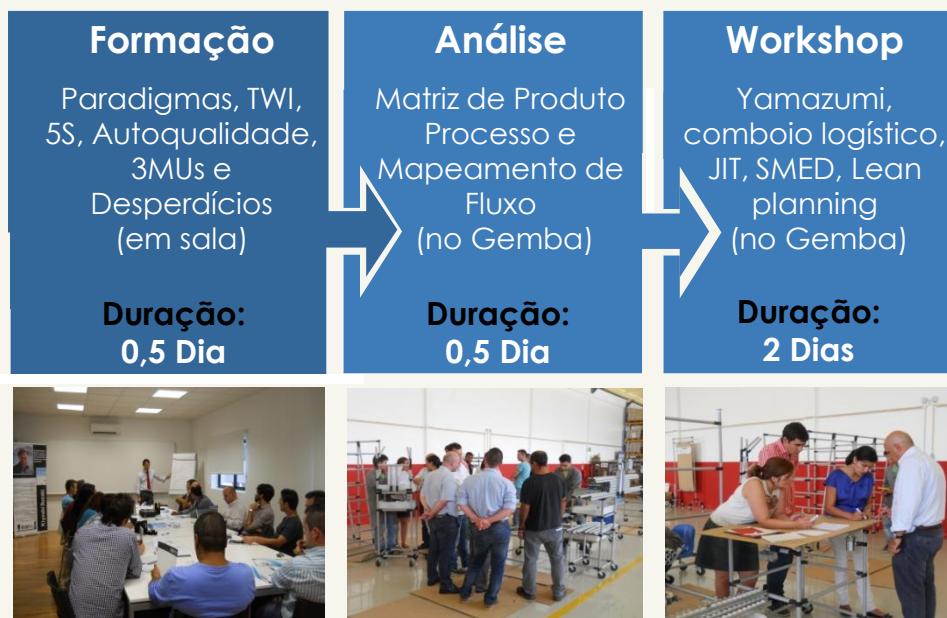 Formação
Paradigmas, TWI,
5S, Autoqualidade,
3MUs e
Desperdícios
(em sala)
Duração:
0,5 Dia
Análise
Matriz de Produto
Processo e
Mapeamento de
Fluxo
(no Gemba)
Duração:
0,5 Dia
Workshop
Yamazumi,
comboio logístico,
JIT, SMED, Lean
planning
(no Gemba)
Duração:
2 Dias